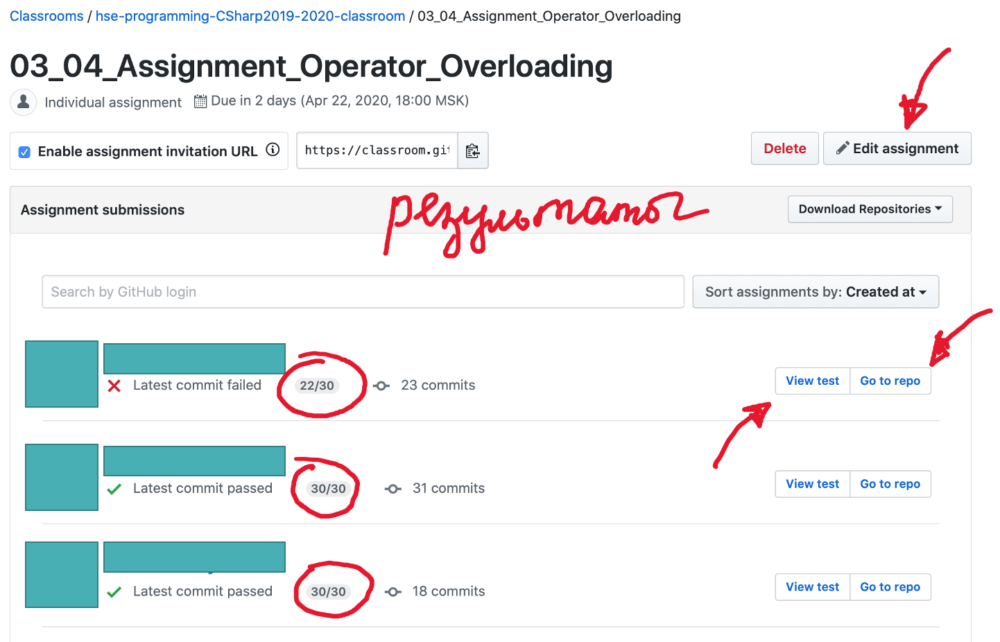 Classrooms / hse-programming-CSharp2019-2020-classroom / 03_04_Assignment_Operator_Overloading
03_04_Assignment_Operator_Overloading
Individual assignment Due in 2 days (Apr 22, 2020, 18:00 MSK)
Enable assignment invitation URL https://classroom.git Delete Edit assignment
Assignment submissions результаты Download Repositories
Search by GitHub login Sort assignments by: Created at
Latest commit failed 22/30 23 commits View test Go to repo
Latest commit passed 30/30 31 commits View test Go to repo
Latest commit passed 30/30 18 commits View test Go to repo